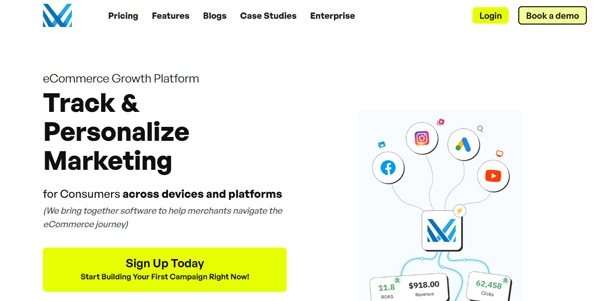 Pricing Features Blogs Case Studies Enterprise Login Book a demo
eCommerce Growth Platform
Track &
Personalize
Marketing
for Consumers across devices and platforms
(We bring together software to help merchants navigate the
eCommerce journey)
Sign Up Today
Start Building Your First Campaign Right Now!
11.8
ROAS
$918.00
Revenue
62,458
Clicks